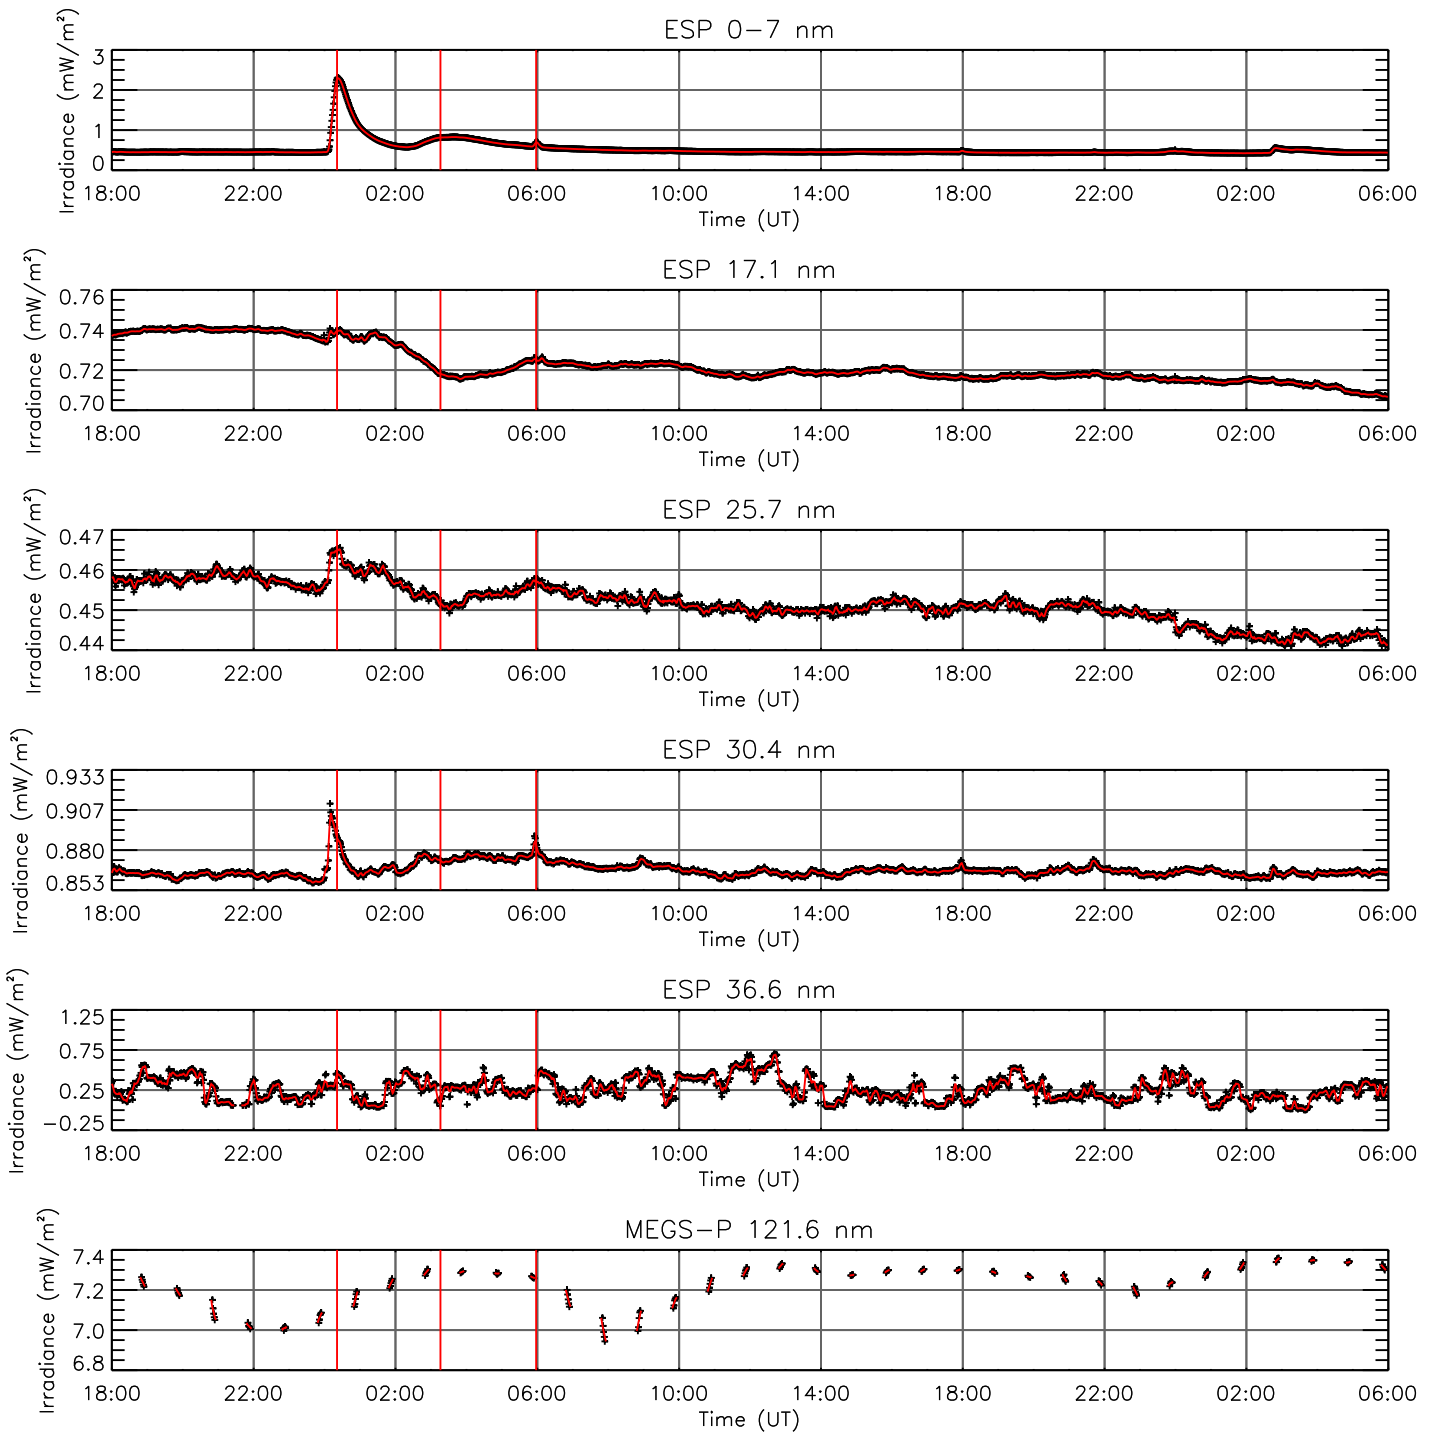 ESP 0-7 nm
Irradiance (mW/m²)
3
2
1
0
18:00 22:00 02:00 06:00 10:00 14:00 18:00 22:00 02:00 06:00
Time (UT)
ESP 17.1 nm
Irradiance (mW/m²)
0.76
0.74
0.72
0.70
18:00 22:00 02:00 06:00 10:00 14:00 18:00 22:00 02:00 06:00
Time (UT)
ESP 25.7 nm
Irradiance (mW/m²)
0.47
0.46
0.45
0.44
18:00 22:00 02:00 06:00 10:00 14:00 18:00 22:00 02:00 06:00
Time (UT)
ESP 30.4 nm
Irradiance (mW/m²)
0.933
0.907
0.880
0.853
18:00 22:00 02:00 06:00 10:00 14:00 18:00 22:00 02:00 06:00
Time (UT)
ESP 36.6 nm
Irradiance (mW/m²)
1.25
0.75
0.25
-0.25
18:00 22:00 02:00 06:00 10:00 14:00 18:00 22:00 02:00 06:00
Time (UT)
MEGS-P 121.6 nm
Irradiance (mW/m²)
7.4
7.2
7.0
6.8
18:00 22:00 02:00 06:00 10:00 14:00 18:00 22:00 02:00 06:00
Time (UT)